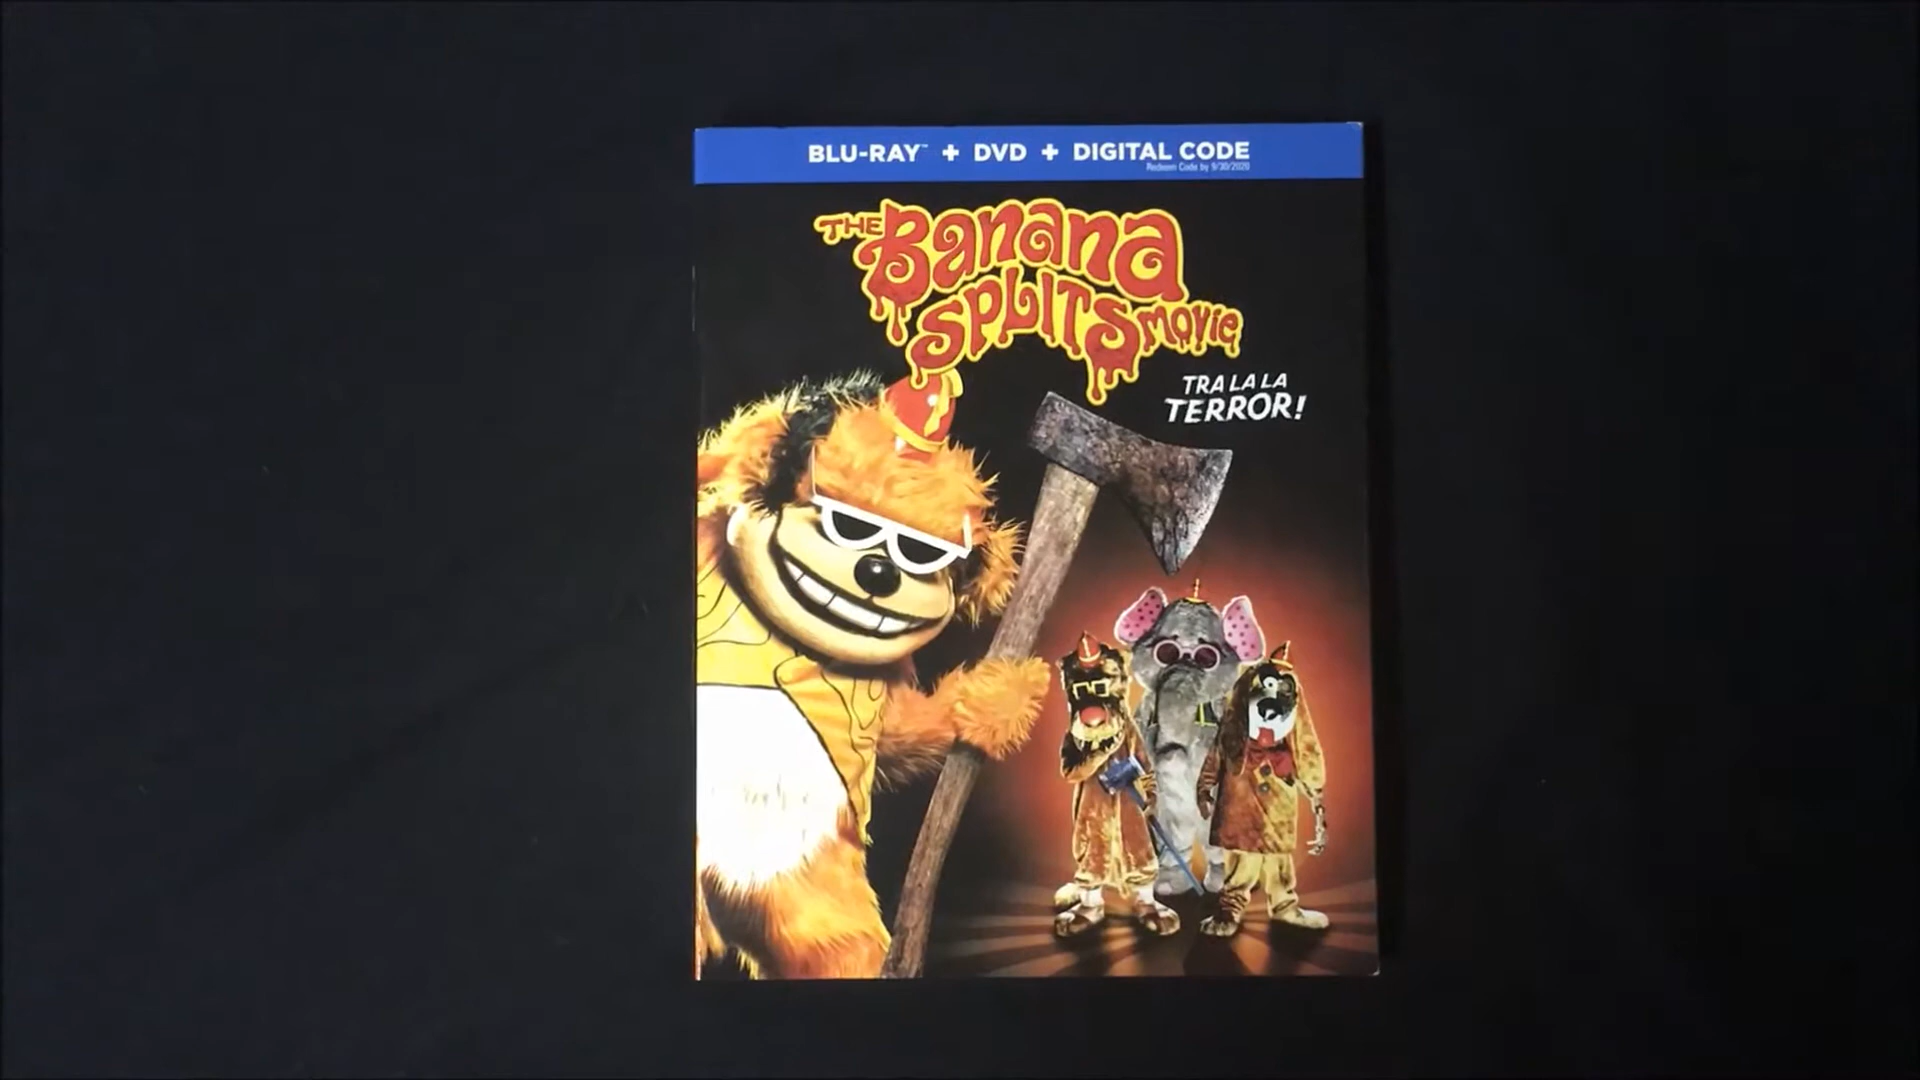 BLU-RAY™ + DVD + DIGITAL CODE
Redeem Code by 9/30/2020
THE Banana
SPLITS movie
TRA LA LA
TERROR!